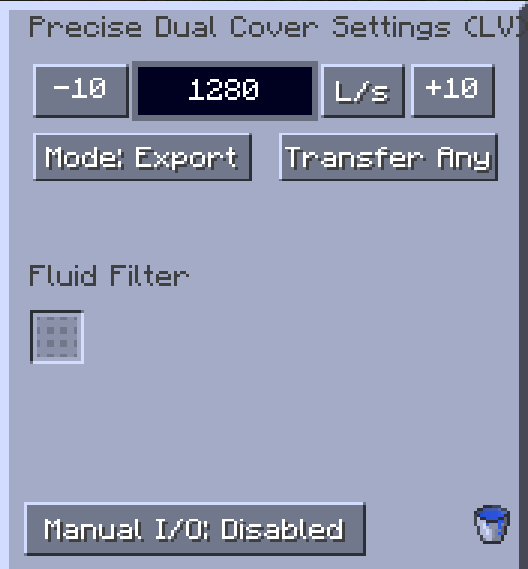 Precise Dual Cover Settings (LV)
-10 1280 L/s +10
Mode: Export Transfer Any
Fluid Filter
Manual I/O: Disabled